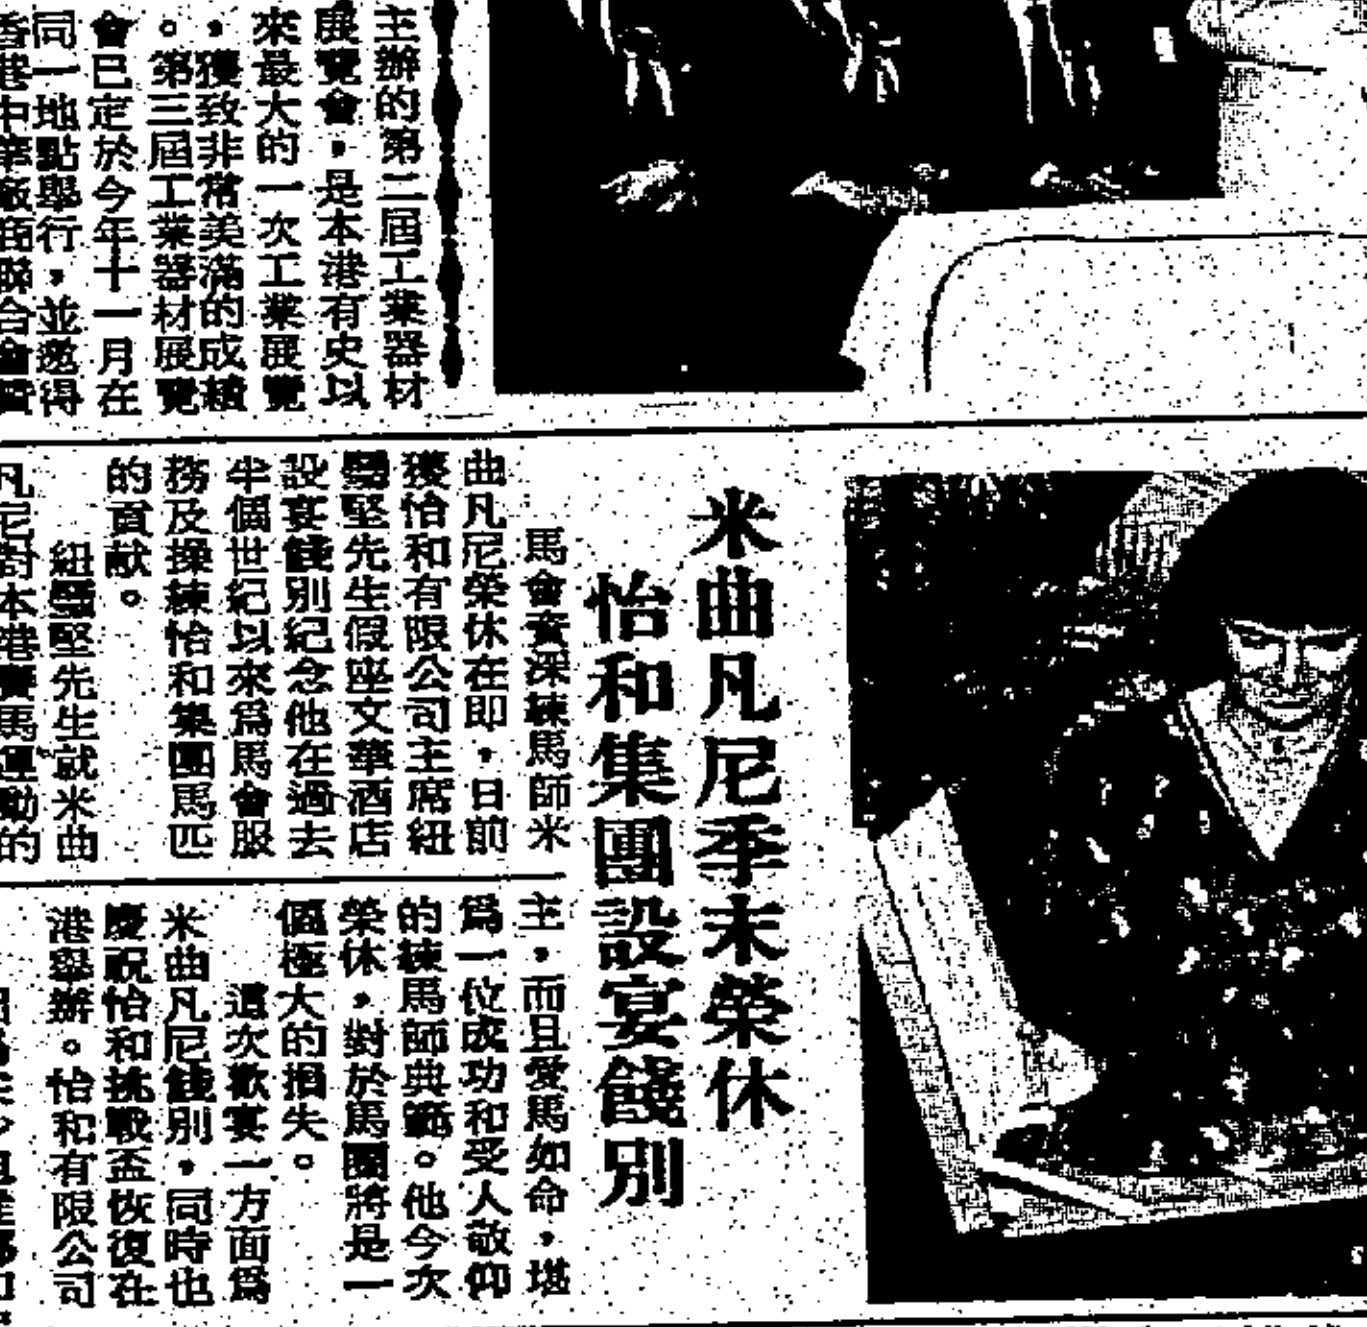 主辦的第二屆工業器材
展覽會，是本港有史以
來最大的一次工業展覽
，獲致非常美滿的成績
。第三屆工業器材展覽
會已定於今年十一月在
同一地點舉行，並邀得
香港中華廠商聯合會贊
米曲凡尼季末榮休
怡和集團設宴餞別
馬會資深練馬師米
曲凡尼榮休在即，日前
獲怡和有限公司主席紐
璧堅先生假座文華酒店
設宴餞別紀念他在過去
半個世紀以來為馬會服
務及操練怡和集團馬匹
的貢献。
紐璧堅先生就米曲
凡尼對本港賽馬運動的
主，而且愛馬如命，堪
為一位成功和受人敬仰
的練馬師典範。他今次
榮休，對於馬圈將是一
個極大的損失。
這次歡宴一方面為
米曲凡尼餞別，同時也
慶祝怡和挑戰盃恢復在
港舉辦。怡和有限公司